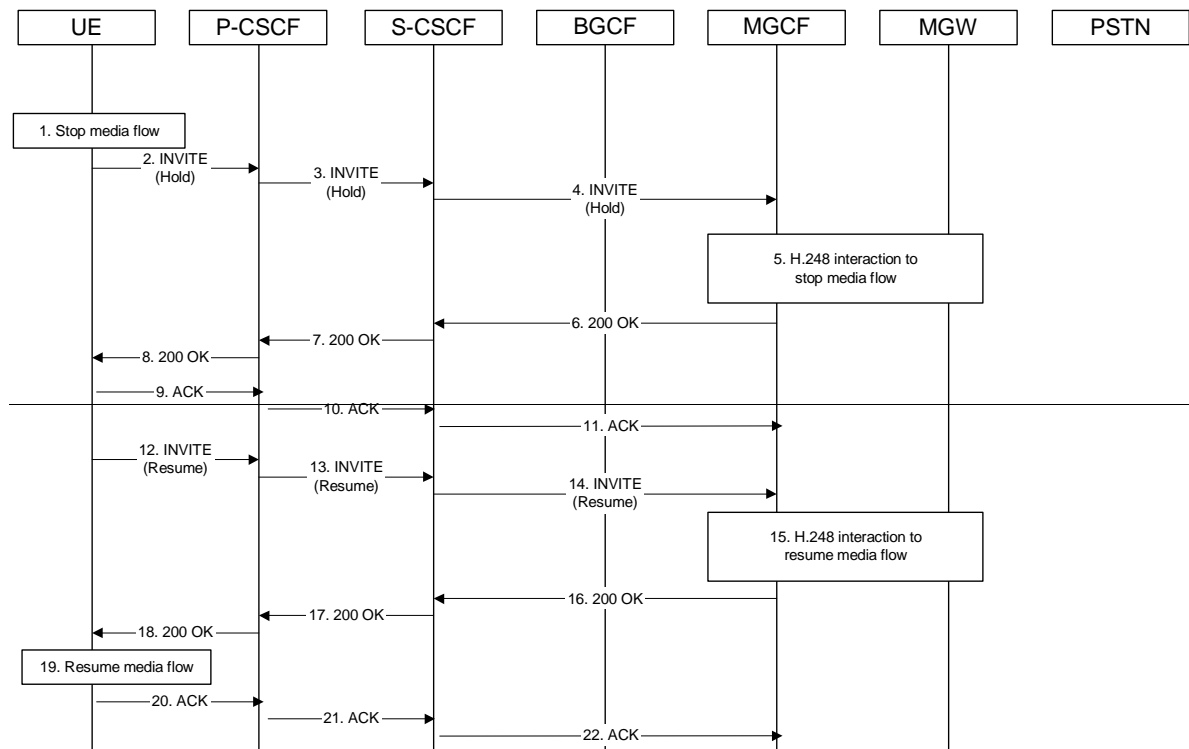 UE
P-CSCF
S-CSCF
BGCF
MGCF
MGW
PSTN
1. Stop media flow
2. INVITE
(Hold)
3. INVITE
(Hold)
4. INVITE
(Hold)
5. H.248 interaction to
stop media flow
6. 200 OK
7. 200 OK
8. 200 OK
9. ACK
10. ACK
11. ACK
12. INVITE
(Resume)
13. INVITE
(Resume)
14. INVITE
(Resume)
15. H.248 interaction to
resume media flow
16. 200 OK
17. 200 OK
18. 200 OK
19. Resume media flow
20. ACK
21. ACK
22. ACK